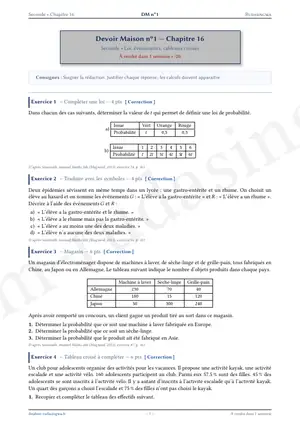 Seconde • Chapitre 16
DM n°1
Devoir Maison n°1 — Chapitre 16
Seconde • Les événements, tableaux croisés
À rendre dans 1 semaine • /20
Consignes : Soigner la rédaction. Justifiez chaque réponse, les calculs doivent apparaître
Exercice 1 • Compléter une loi — 4 pts [ Correction ]
Dans chacun des cas suivants, déterminer la valeur de t qui permet de définir une loi de probabilité.
a) Issue Vert Orange Rouge
Probabilité t 0,5 0,3
b) Issue 1 2 3 4 5 6
Probabilité t 2t 3t 4t
Exercice 2 • Traduire avec les symboles — 4 pts [ Correction ]
Deux épidémies sévissent en même temps dans un lycée : une gastro-entérite et un rhume. On choisit un
élève au hasard et on nomme les événements G : « L'élève a la gastro-entérite » et R : « L'élève a un rhume ».
Décrire à l'aide des événements G et R :
a) « L'élève a la gastro-entérite et le rhume. »
b) « L'élève a le rhume mais pas la gastro-entérite. »
c) « L'élève a au moins une des deux maladies. »
d) « L'élève n'a aucune des deux maladies. »
Exercice 3 • Magasin — 6 pts [ Correction ]
Un magasin d'électroménager dispose de machines à laver, de sèche-linge et de grille-pain, tous fabriqués en
Chine, au Japon ou en Allemagne. Le tableau suivant indique le nombre d'objets produits dans chaque pays.
Machine à laver Sèche-linge Grille-pain
Allemagne 250 70 40
Chine 100 15 120
Japon 300 200
Après avoir remporté un concours, un client gagne un produit tiré au sort dans ce magasin.
1. Déterminer la probabilité que ce soit une machine à laver fabriquée en Europe.
2. Déterminer la probabilité que ce soit un sèche-linge.
3. Déterminer la probabilité que le produit ait été fabriqué en Asie.
Exercice 4 • Tableau croisé à compléter — 6 pts [ Correction ]
Un club pour adolescents organise des activités pour les vacances. Il propose une activité kayak, une activité
escalade et une activité vélo. 160 adolescents participent au club. Parmi eux 57,5 % sont des filles. 45 % des
adolescents se sont inscrits à l'activité vélo. Il y a autant d'inscrits à l'activité escalade qu'à l'activité kayak.
Un quart des garçons a choisi l'escalade et 75 % des filles n'ont pas choisi le kayak.
1. Recopier et compléter le tableau des effectifs suivant.
– 1 –
À rendre dans 1 semaine